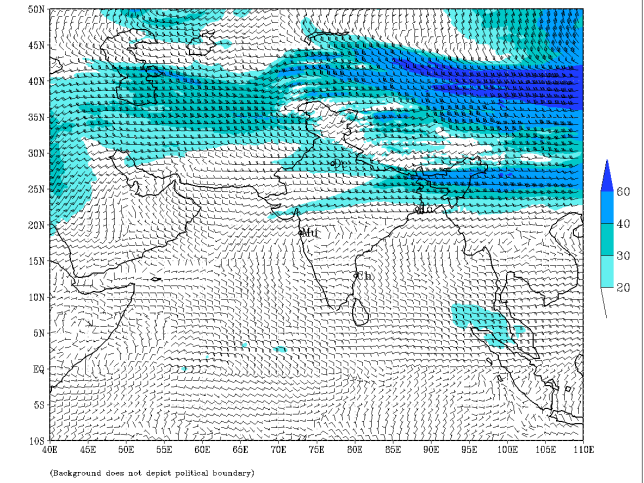 50N
45N
40N
35N
30N
25N
20N
15N
10N
5N
EQ
5S
10S
60
40
30
20
Mu
Ch
40E 45E 50E 55E 60E 65E 70E 75E 80E 85E 90E 95E 100E 105E 110E
(Background does not depict political boundary)